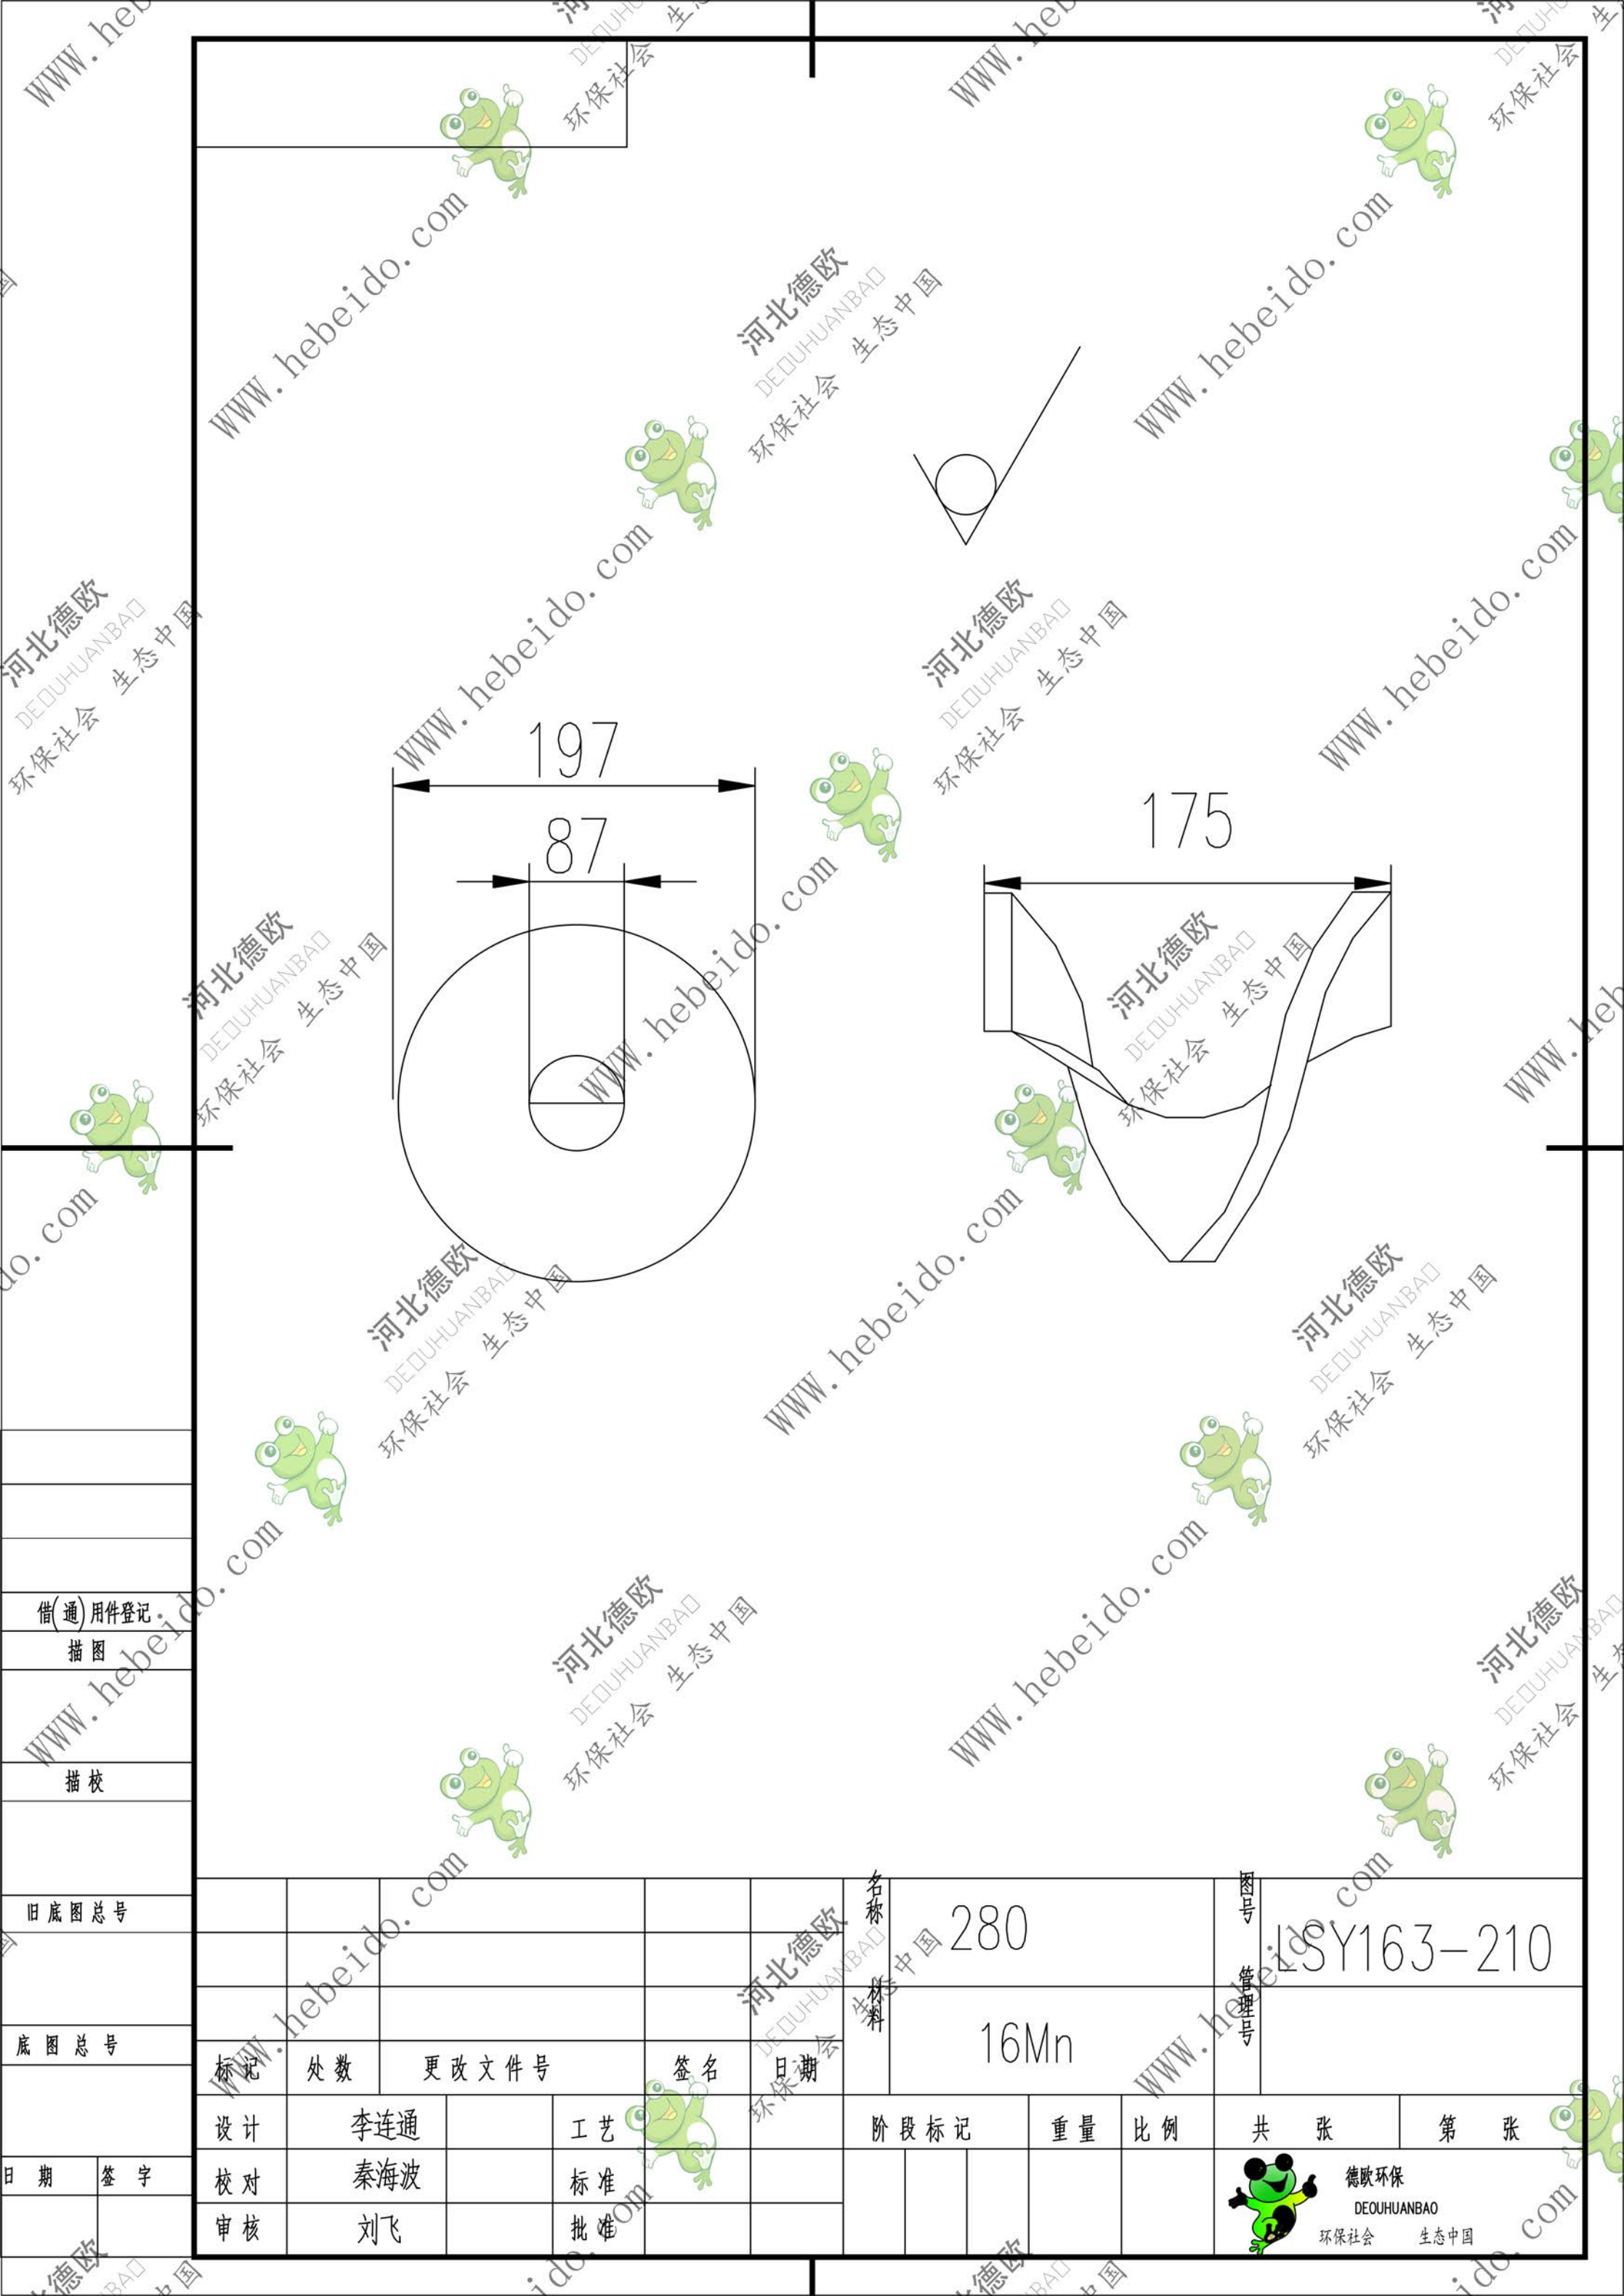 WWW.hebeido.com
河北德欧
DEOUHUANBAO
环保社会 生态中国
197
87
175
借(通)用件登记
描图
描校
旧底图总号
底图总号
日期 签字
标记 处数 更改文件号 签名 日期
设计 李连通 工艺
校对 秦海波 标准
审核 刘飞 批准
名称 280
图号 LSY163-210
材料 16Mn
管理号
阶段标记 重量 比例 共 张 第 张
德欧环保
DEOUHUANBAO
环保社会 生态中国